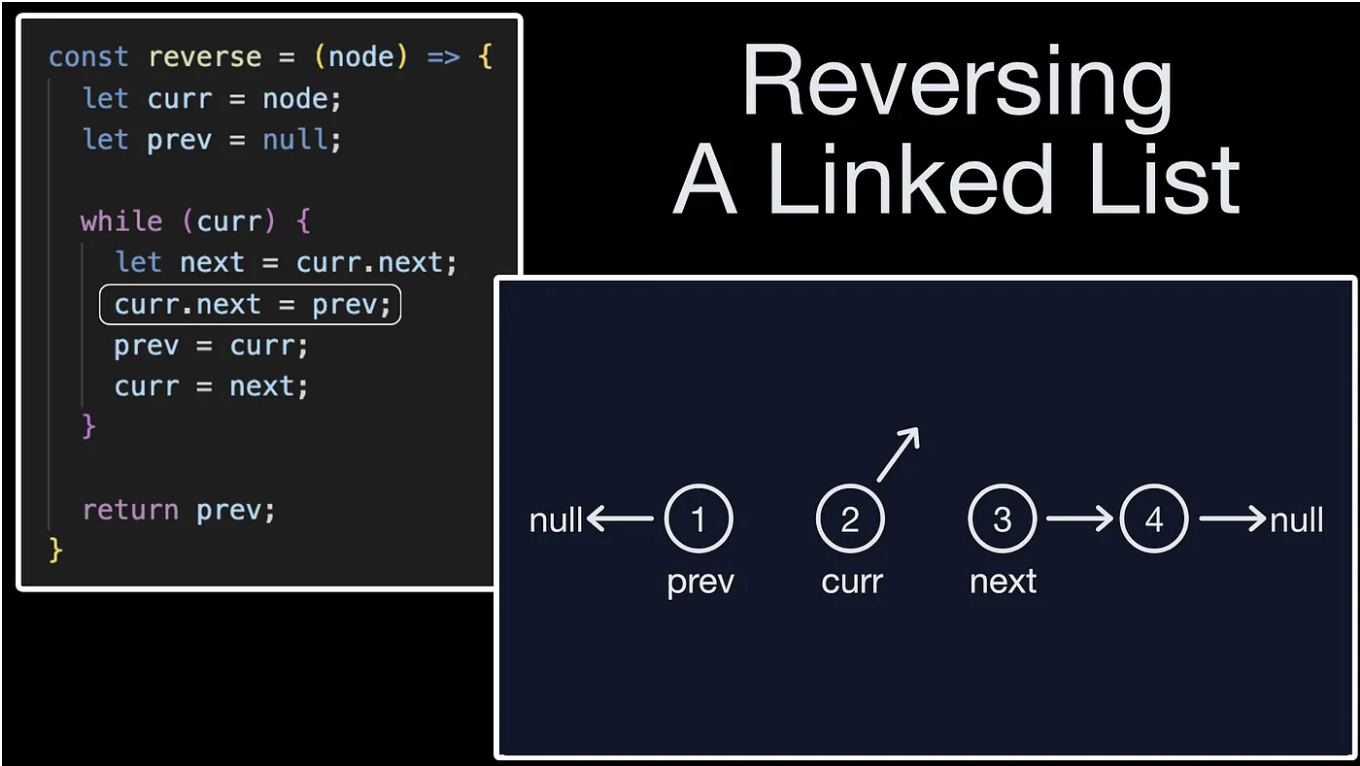 const reverse = (node) => {
let curr = node;
let prev = null;
while (curr) {
let next = curr.next;
curr.next = prev;
prev = curr;
curr = next;
}
return prev;
}
Reversing
A Linked List
null 1 2 3 4 null
prev curr next